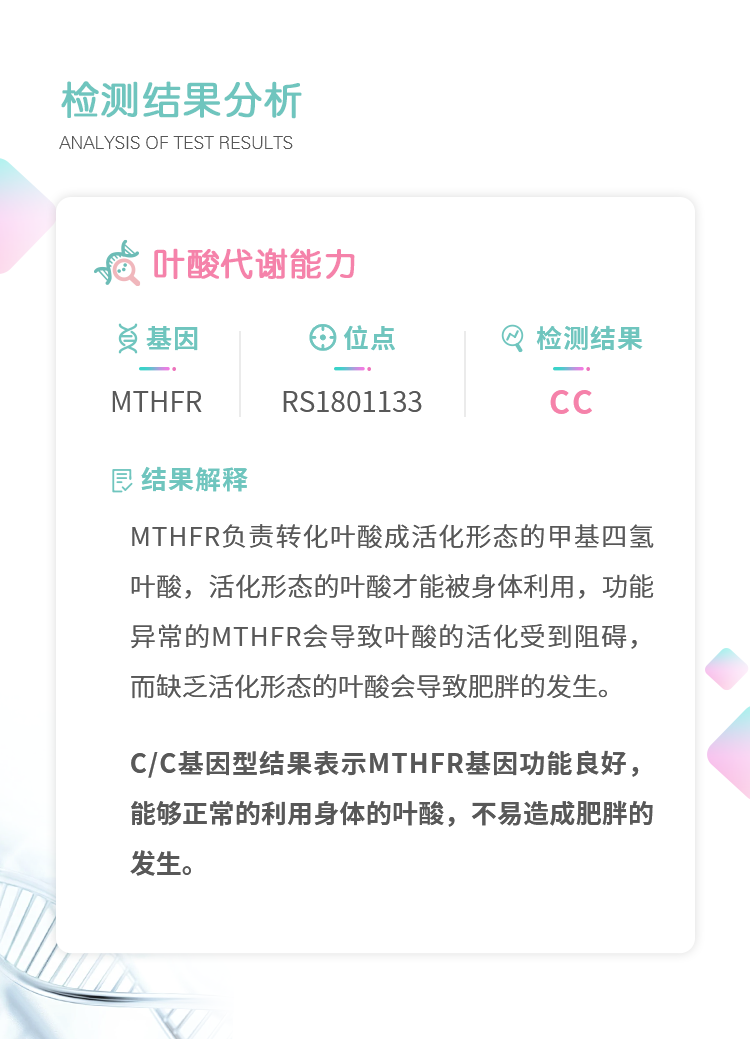 检测结果分析
ANALYSIS OF TEST RESULTS
叶酸代谢能力
基因
位点
检测结果
MTHFR
RS1801133
CC
结果解释
MTHFR负责转化叶酸成活化形态的甲基四氢
叶酸，活化形态的叶酸才能被身体利用，功能
异常的MTHFR会导致叶酸的活化受到阻碍，
而缺乏活化形态的叶酸会导致肥胖的发生。
C/C基因型结果表示MTHFR基因功能良好，
能够正常的利用身体的叶酸，不易造成肥胖的
发生。